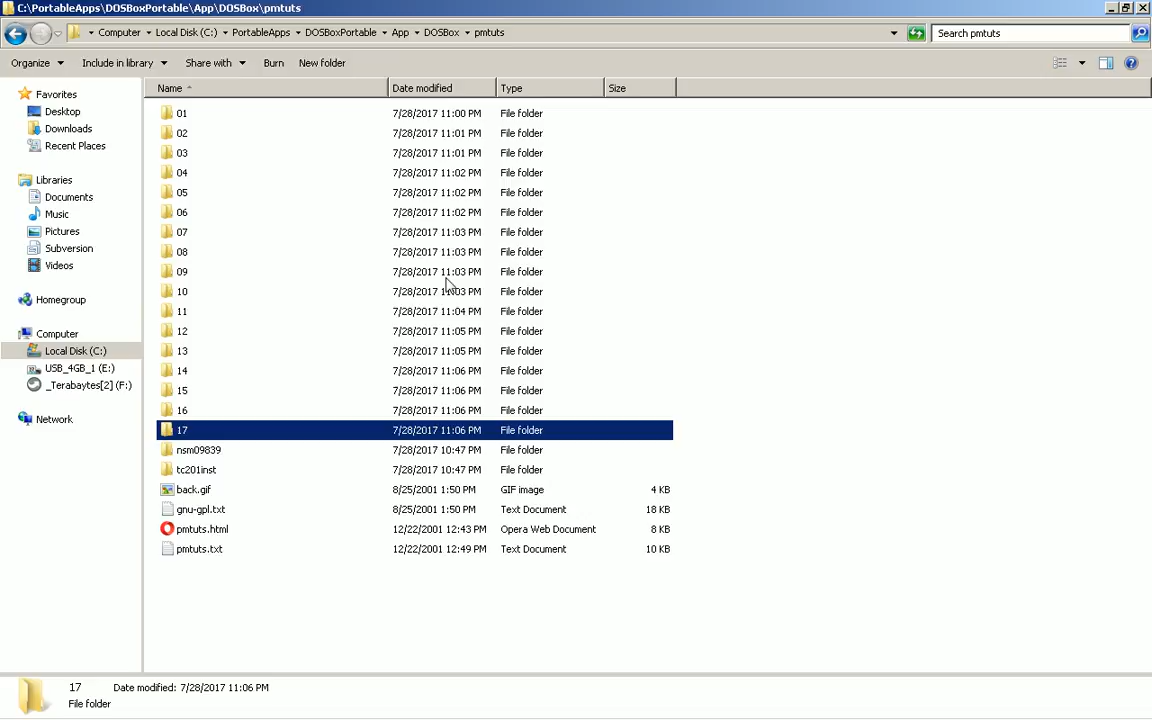 C:\PortableApps\DOSBoxPortable\App\DOSBox\pmtuts
Computer Local Disk (C:) PortableApps DOSBoxPortable App DOSBox pmtuts Search pmtuts
Organize Include in library Share with Burn New folder
Name Date modified Type Size
Favorites
Desktop
Downloads
Recent Places
Libraries
Documents
Music
Pictures
Subversion
Videos
Homegroup
Computer
Local Disk (C:)
USB_4GB_1 (E:)
_Terabaytes[2] (F:)
Network
01 7/28/2017 11:00 PM File folder
02 7/28/2017 11:01 PM File folder
03 7/28/2017 11:01 PM File folder
04 7/28/2017 11:02 PM File folder
05 7/28/2017 11:02 PM File folder
06 7/28/2017 11:02 PM File folder
07 7/28/2017 11:03 PM File folder
08 7/28/2017 11:03 PM File folder
09 7/28/2017 11:03 PM File folder
10 7/28/2017 11:03 PM File folder
11 7/28/2017 11:04 PM File folder
12 7/28/2017 11:05 PM File folder
13 7/28/2017 11:05 PM File folder
14 7/28/2017 11:06 PM File folder
15 7/28/2017 11:06 PM File folder
16 7/28/2017 11:06 PM File folder
17 7/28/2017 11:06 PM File folder
nsm09839 7/28/2017 10:47 PM File folder
tc201inst 7/28/2017 10:47 PM File folder
back.gif 8/25/2001 1:50 PM GIF image 4 KB
gnu-gpl.txt 8/25/2001 1:50 PM Text Document 18 KB
pmtuts.html 12/22/2001 12:43 PM Opera Web Document 8 KB
pmtuts.txt 12/22/2001 12:49 PM Text Document 10 KB
17 Date modified: 7/28/2017 11:06 PM
File folder